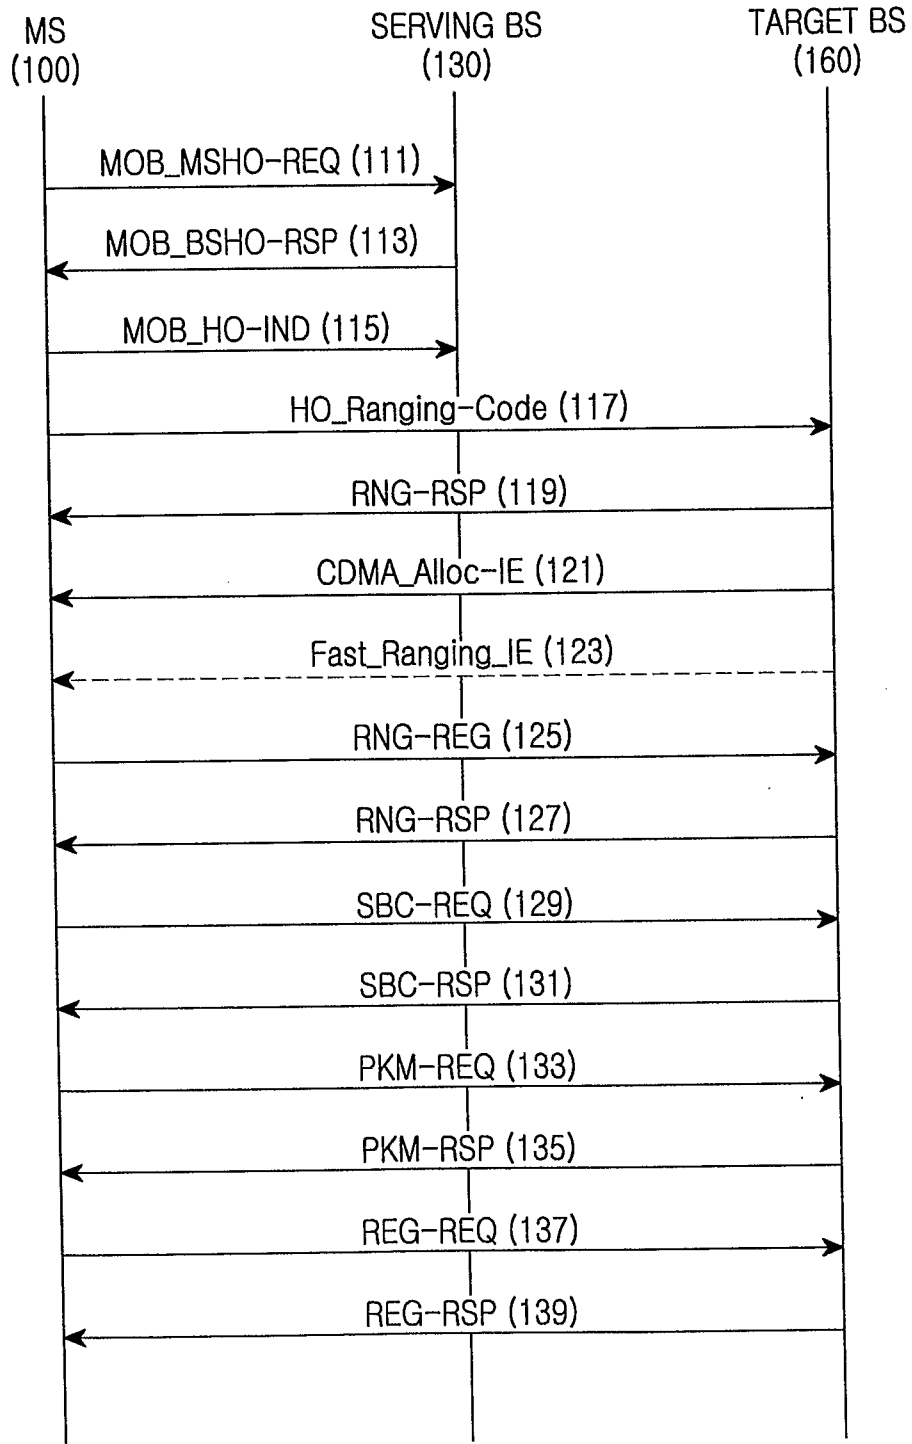 MS
(100)
SERVING BS
(130)
TARGET BS
(160)
MOB_MSHO-REQ (111)
MOB_BSHO-RSP (113)
MOB_HO-IND (115)
HO_Ranging-Code (117)
RNG-RSP (119)
CDMA_Alloc-IE (121)
Fast_Ranging_IE (123)
RNG-REG (125)
RNG-RSP (127)
SBC-REQ (129)
SBC-RSP (131)
PKM-REQ (133)
PKM-RSP (135)
REG-REQ (137)
REG-RSP (139)